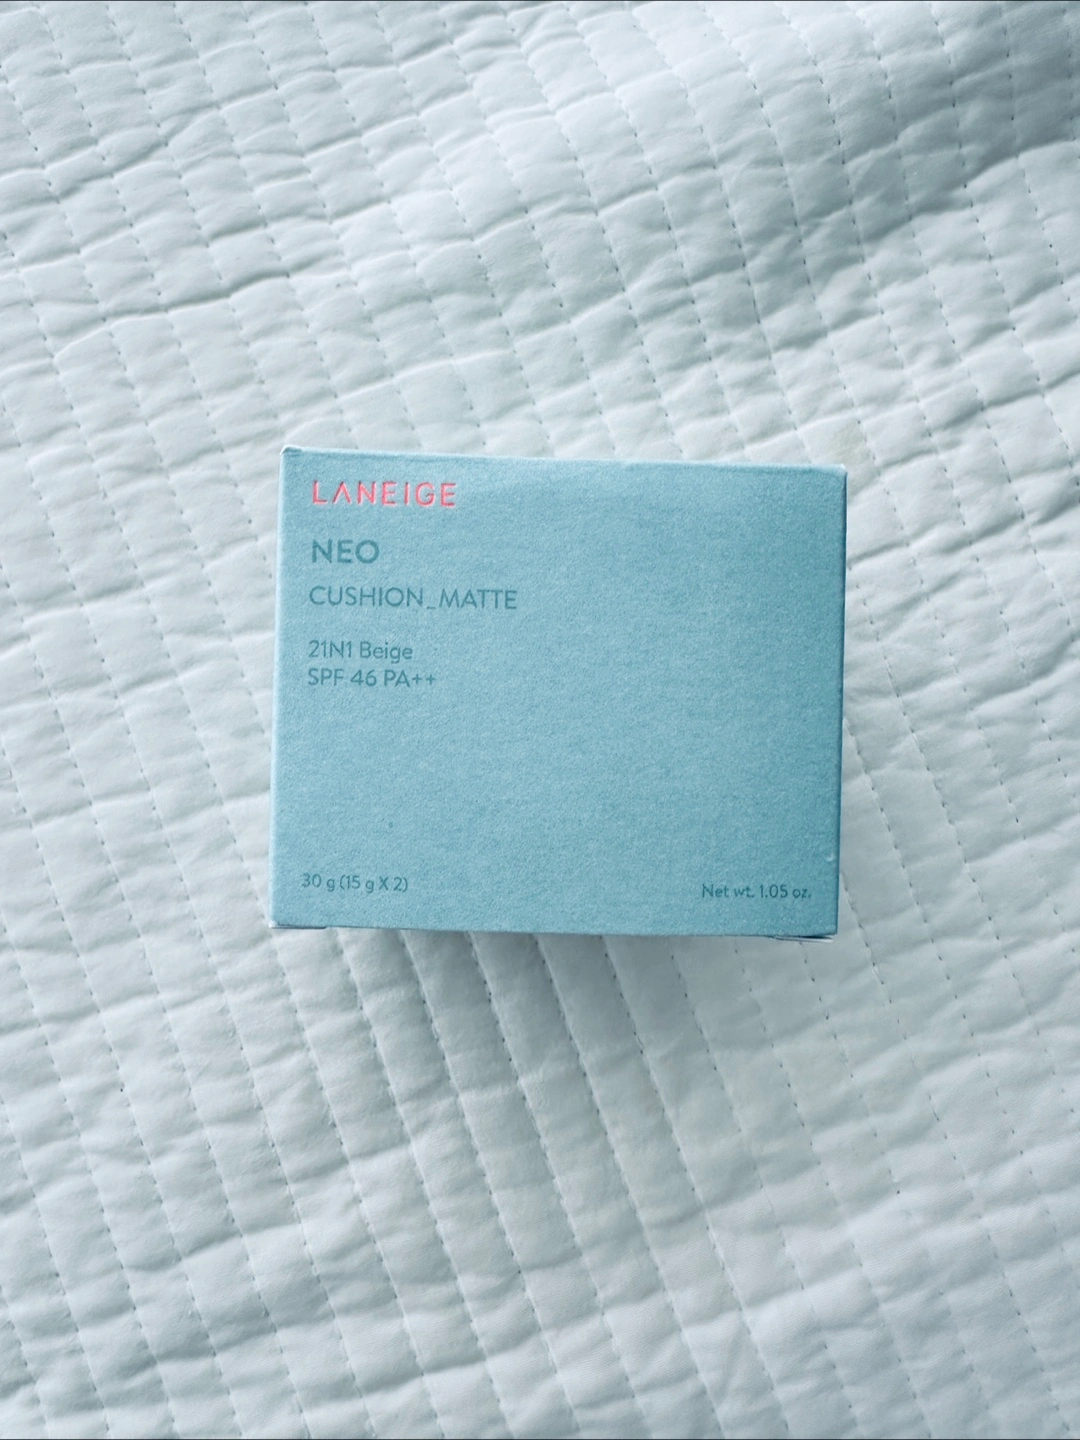 LANEIGE
NEO
CUSHION_MATTE
21N1 Beige
SPF 46 PA++
30 g (15 g X 2)
Net wt. 1.05 oz.